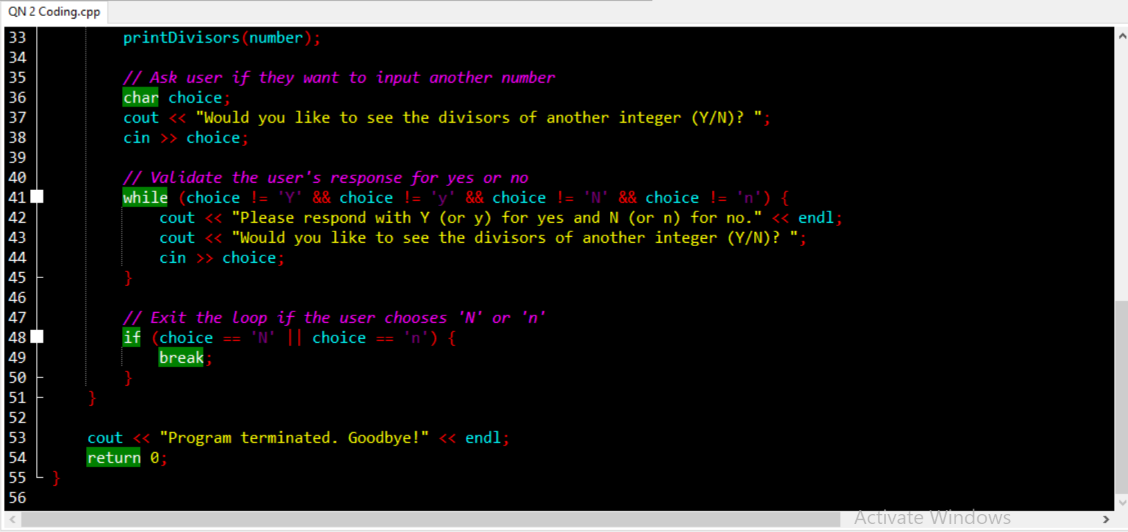 QN 2 Coding.cpp
33 printDivisors(number);
34
35 // Ask user if they want to input another number
36 char choice;
37 cout << "Would you like to see the divisors of another integer (Y/N)? ";
38 cin >> choice;
39
40 // Validate the user's response for yes or no
41 while (choice != 'Y' && choice != 'y' && choice != 'N' && choice != 'n') {
42 cout << "Please respond with Y (or y) for yes and N (or n) for no." << endl;
43 cout << "Would you like to see the divisors of another integer (Y/N)? ";
44 cin >> choice;
45 }
46
47 // Exit the loop if the user chooses 'N' or 'n'
48 if (choice == 'N' || choice == 'n') {
49 break;
50 }
51 }
52
53 cout << "Program terminated. Goodbye!" << endl;
54 return 0;
55 }
56
Activate Windows